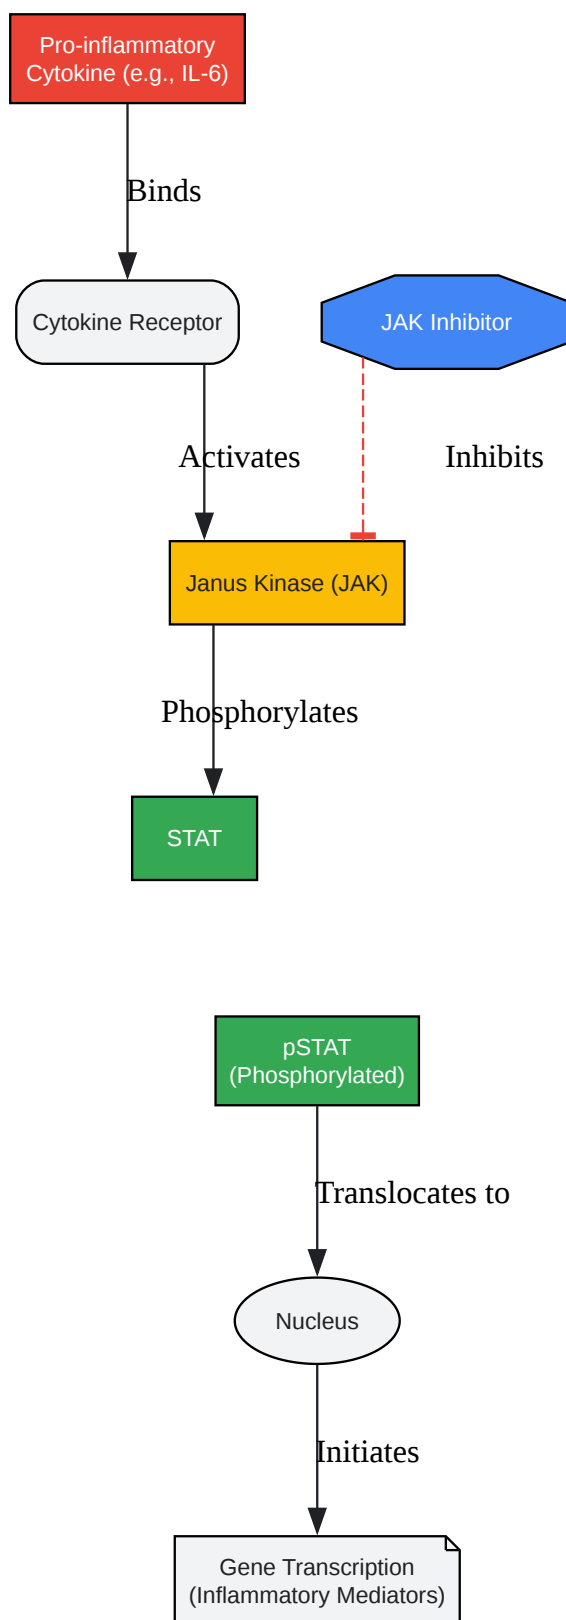 Pro-inflammatory
Cytokine (e.g., IL-6)
Binds
Cytokine Receptor
JAK Inhibitor
Activates
Inhibits
Janus Kinase (JAK)
Phosphorylates
STAT
pSTAT
(Phosphorylated)
Translocates to
Nucleus
Initiates
Gene Transcription
(Inflammatory Mediators)